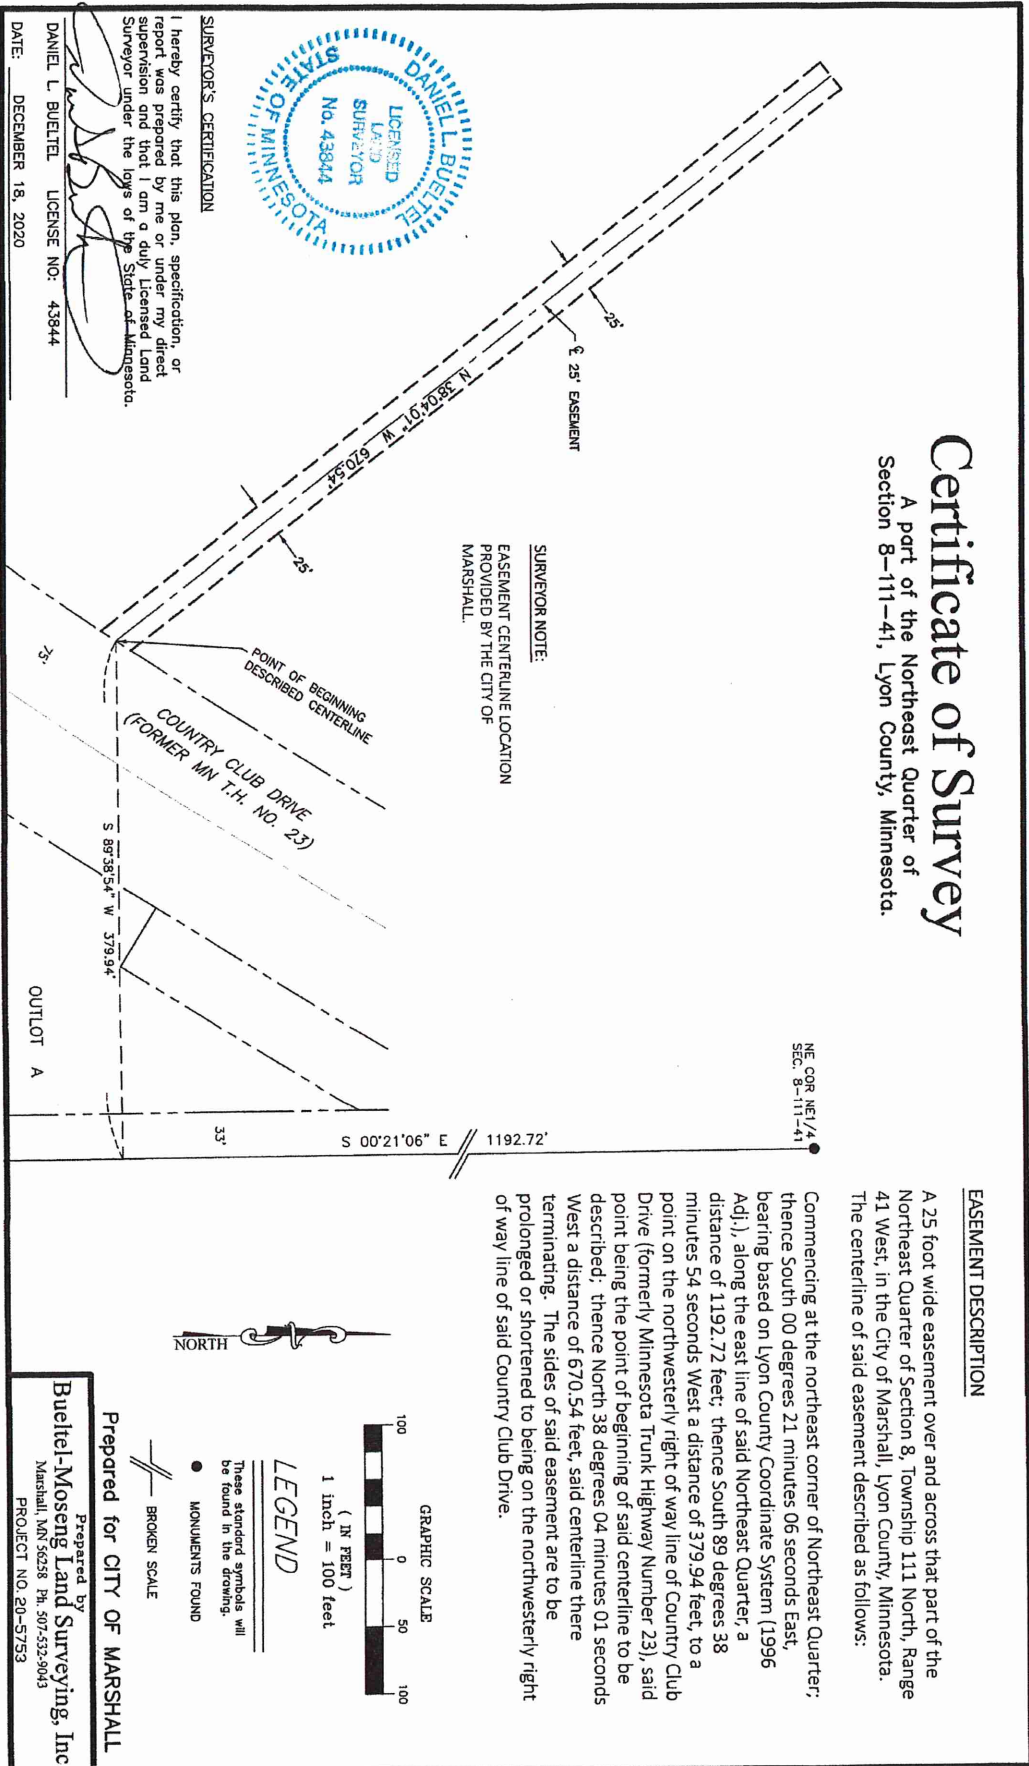 Certificate of Survey
A part of the Northeast Quarter of
Section 8-111-41, Lyon County, Minnesota.
NE COR NE1/4
SEC. 8-111-41
EASEMENT DESCRIPTION
A 25 foot wide easement over and across that part of the
Northeast Quarter of Section 8, Township 111 North, Range
41 West, in the City of Marshall, Lyon County, Minnesota.
The centerline of said easement described as follows:
Commencing at the northeast corner of Northeast Quarter;
thence South 00 degrees 21 minutes 06 seconds East,
bearing based on Lyon County Coordinate System (1996
Adj.), along the east line of said Northeast Quarter, a
distance of 1192.72 feet; thence South 89 degrees 38
minutes 54 seconds West a distance of 379.94 feet, to a
point on the northwesterly right of way line of Country Club
Drive (formerly Minnesota Trunk Highway Number 23), said
point being the point of beginning of said centerline to be
described; thence North 38 degrees 04 minutes 01 seconds
West a distance of 670.54 feet, said centerline there
terminating. The sides of said easement are to be
prolonged or shortened to being on the northwesterly right
of way line of said Country Club Drive.
25'
℄ 25' EASEMENT
N 38°04'01" W 670.54'
25'
SURVEYOR NOTE:
EASEMENT CENTERLINE LOCATION
PROVIDED BY THE CITY OF
MARSHALL.
1192.72'
S 00°21'06" E
33'
POINT OF BEGINNING
DESCRIBED CENTERLINE
COUNTRY CLUB DRIVE
(FORMER MN T.H. NO. 23)
75'
S 89°38'54" W 379.94'
OUTLOT A
DANIEL L. BUELTEL
LICENSED
LAND
SURVEYOR
No. 43844
STATE OF MINNESOTA
SURVEYOR'S CERTIFICATION
I hereby certify that this plan, specification, or
report was prepared by me or under my direct
supervision and that I am a duly Licensed Land
Surveyor under the laws of the State of Minnesota.
DANIEL L. BUELTEL LICENSE NO: 43844
DATE: DECEMBER 18, 2020
NORTH
GRAPHIC SCALE
100 0 50 100
( IN FEET )
1 inch = 100 feet
LEGEND
These standard symbols will
be found in the drawing.
MONUMENTS FOUND
BROKEN SCALE
Prepared for CITY OF MARSHALL
Prepared by
Bueltel-Moseng Land Surveying, Inc
Marshall, MN 56258 Ph. 507-532-9043
PROJECT NO. 20-5753